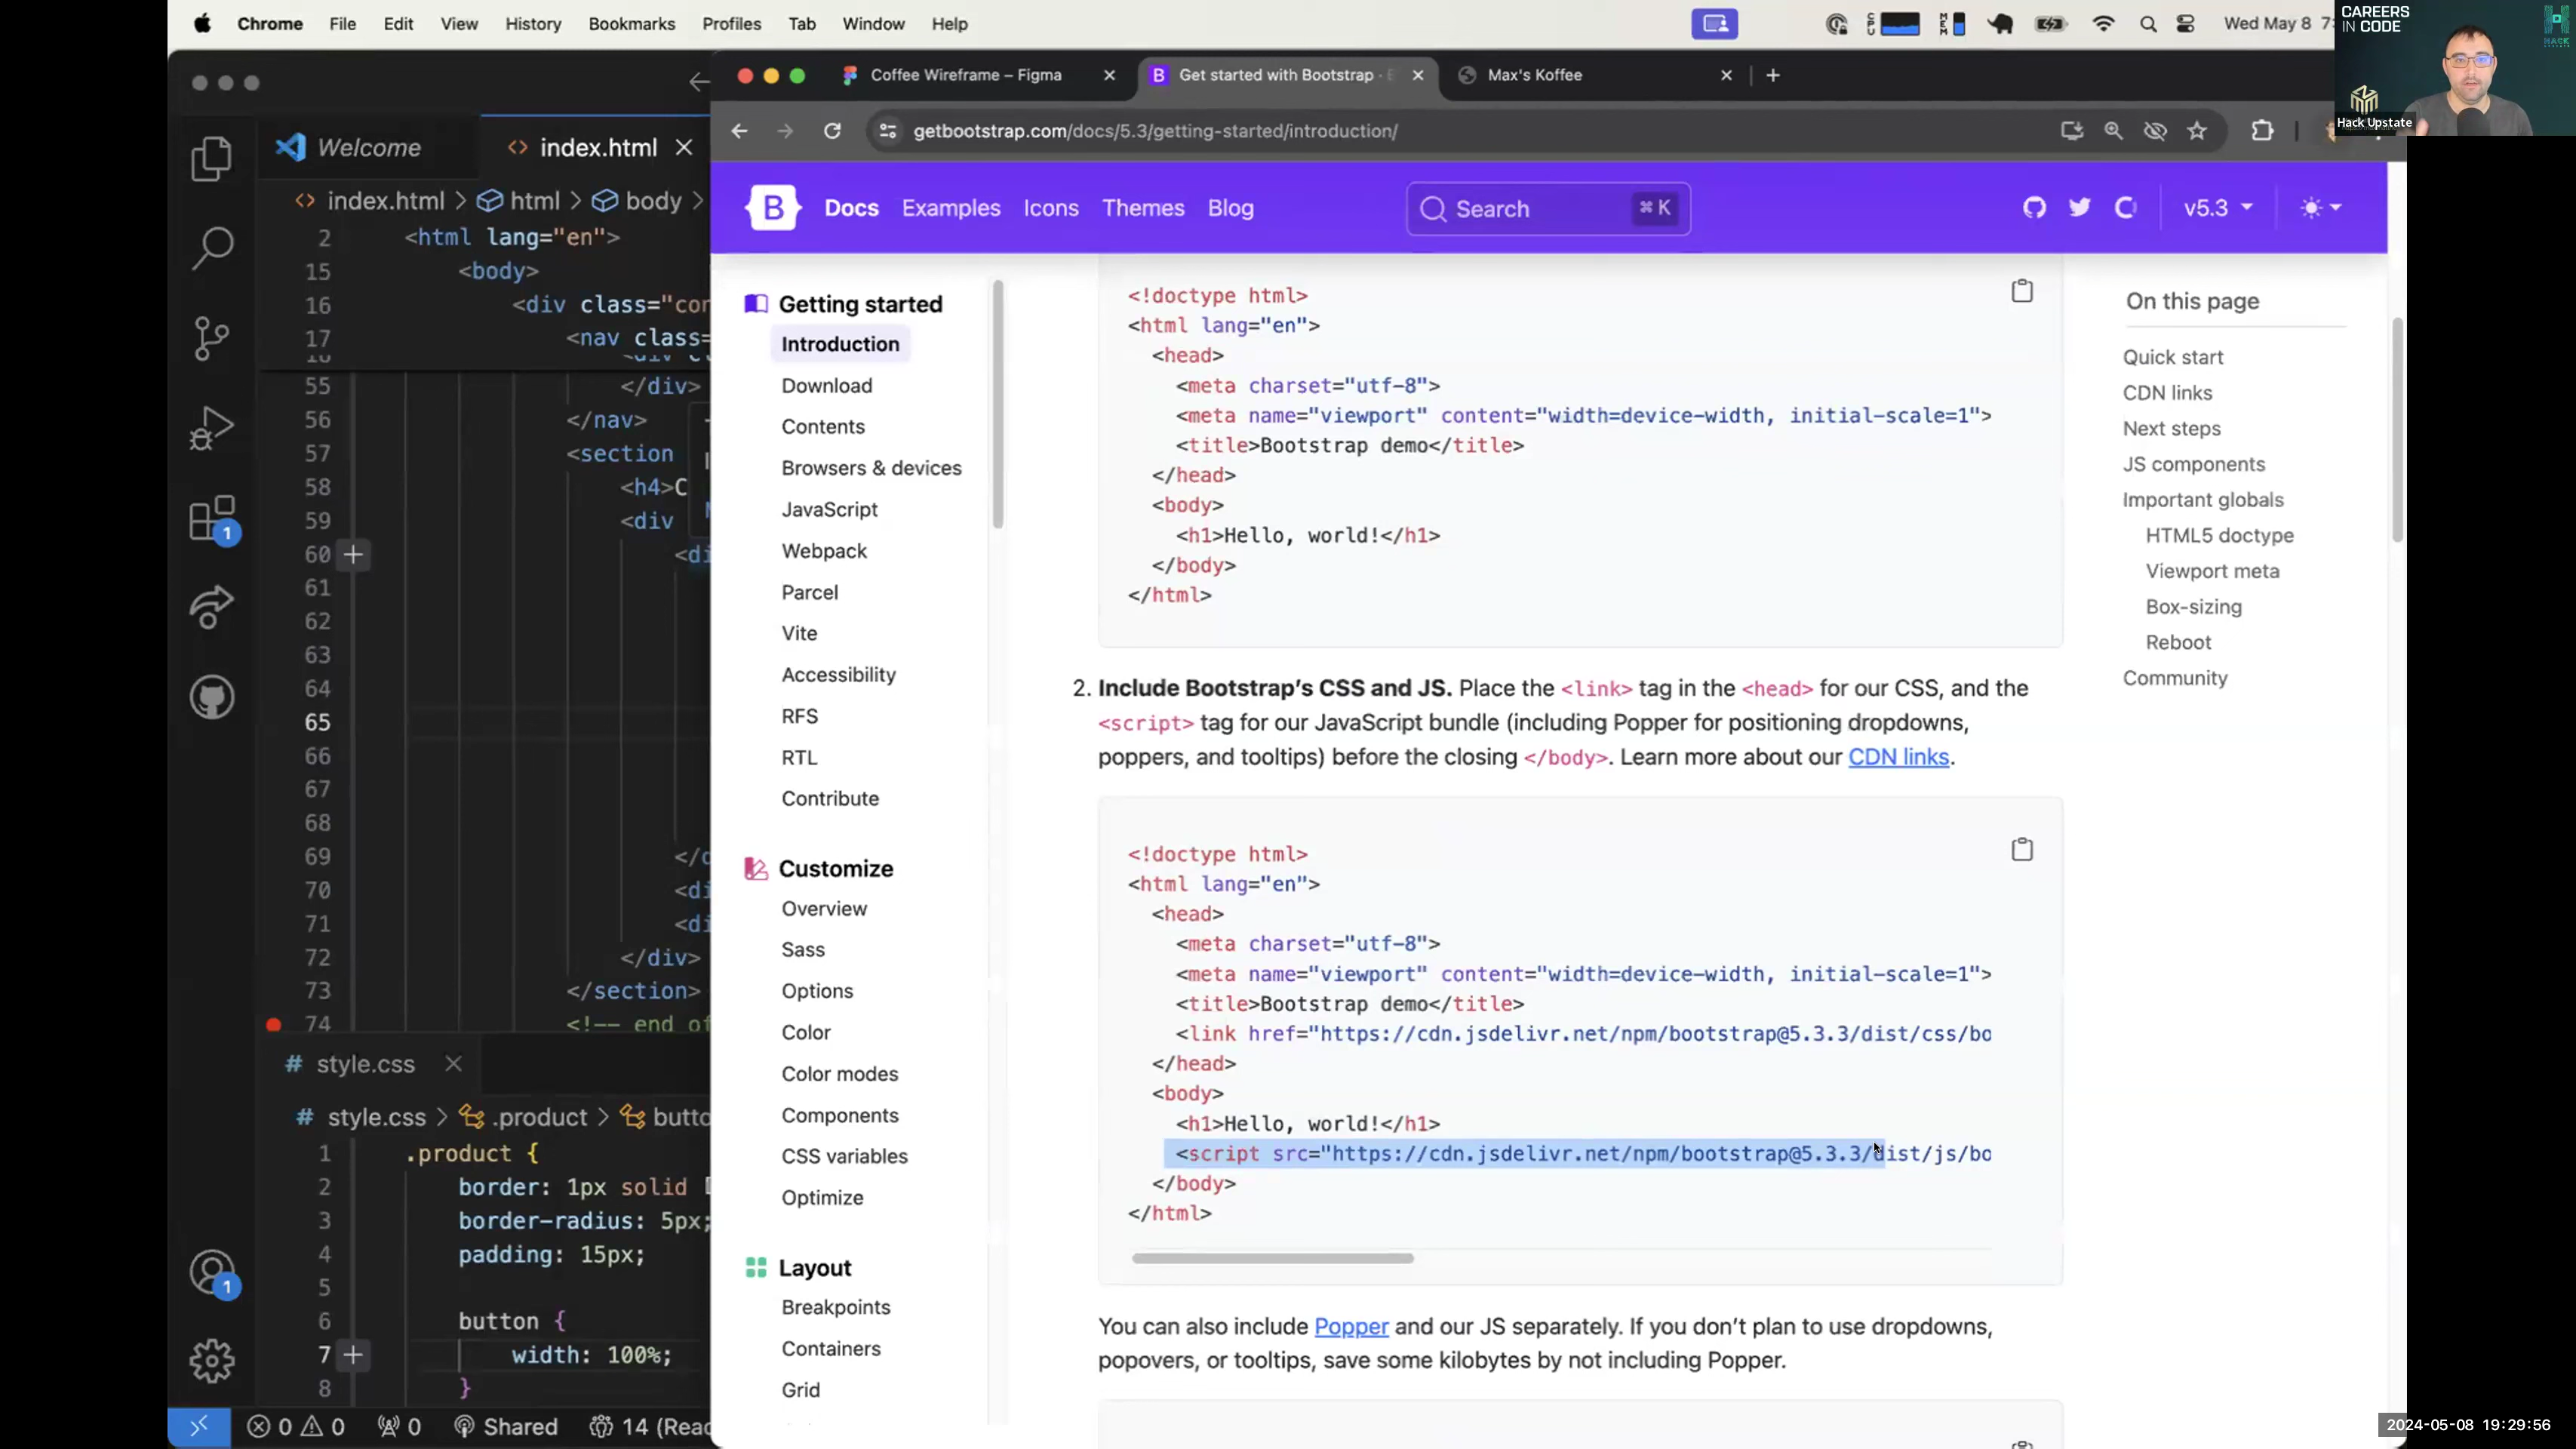 Chrome File Edit View History Bookmarks Profiles Tab Window Help
CPU MEM Wed May 8 7:
CAREERS IN CODE
HACK
Hack Upstate
Coffee Wireframe – Figma
Get started with Bootstrap ·
Max's Koffee
getbootstrap.com/docs/5.3/getting-started/introduction/
Welcome
index.html
index.html > html > body >
2 <html lang="en">
15 <body>
16 <div class="con
17 <nav class=
55 </div>
56 </nav>
57 <section
58 <h4>C
59 <div
60 <di
61
62
63
64
65
66
67
68
69 </d
70 <di
71 <di
72 </div>
73 </section>
74 <!-- end of
style.css
style.css > .product > butto
1 .product {
2 border: 1px solid
3 border-radius: 5px;
4 padding: 15px;
5
6 button {
7 width: 100%;
8 }
0 0 0 Shared 14 (Reac
1
1
B Docs Examples Icons Themes Blog
Search ⌘ K
v5.3
Getting started
Introduction
Download
Contents
Browsers & devices
JavaScript
Webpack
Parcel
Vite
Accessibility
RFS
RTL
Contribute
Customize
Overview
Sass
Options
Color
Color modes
Components
CSS variables
Optimize
Layout
Breakpoints
Containers
Grid
<!doctype html>
<html lang="en">
<head>
<meta charset="utf-8">
<meta name="viewport" content="width=device-width, initial-scale=1">
<title>Bootstrap demo</title>
</head>
<body>
<h1>Hello, world!</h1>
</body>
</html>
2. Include Bootstrap’s CSS and JS. Place the <link> tag in the <head> for our CSS, and the
<script> tag for our JavaScript bundle (including Popper for positioning dropdowns,
poppers, and tooltips) before the closing </body>. Learn more about our CDN links.
<!doctype html>
<html lang="en">
<head>
<meta charset="utf-8">
<meta name="viewport" content="width=device-width, initial-scale=1">
<title>Bootstrap demo</title>
<link href="https://cdn.jsdelivr.net/npm/bootstrap@5.3.3/dist/css/bo
</head>
<body>
<h1>Hello, world!</h1>
<script src="https://cdn.jsdelivr.net/npm/bootstrap@5.3.3/dist/js/bo
</body>
</html>
You can also include Popper and our JS separately. If you don’t plan to use dropdowns,
popovers, or tooltips, save some kilobytes by not including Popper.
On this page
Quick start
CDN links
Next steps
JS components
Important globals
HTML5 doctype
Viewport meta
Box-sizing
Reboot
Community
2024-05-08 19:29:56